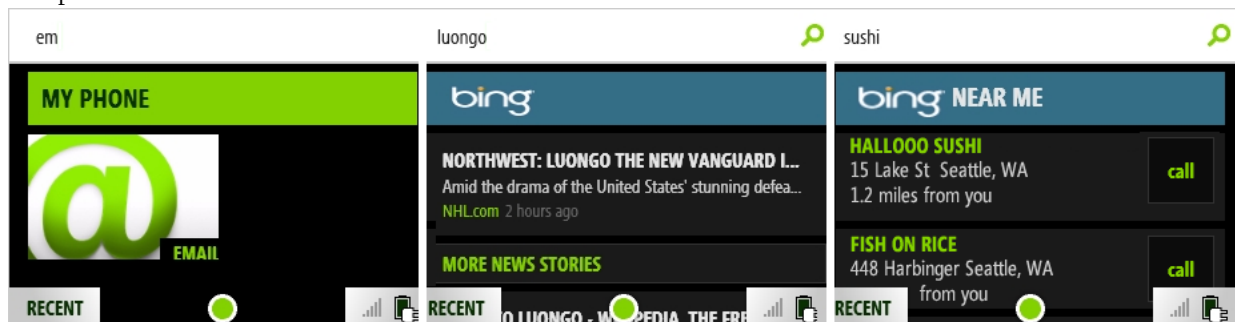 em
MY PHONE
EMAIL
RECENT
luongo
bing
NORTHWEST: LUONGO THE NEW VANGUARD I...
Amid the drama of the United States' stunning defea...
NHL.com 2 hours ago
MORE NEWS STORIES
LUONGO - THE FRE
RECENT
sushi
bing NEAR ME
HALLOOO SUSHI
15 Lake St Seattle, WA
1.2 miles from you
call
FISH ON RICE
448 Harbinger Seattle, WA
from you
call
RECENT